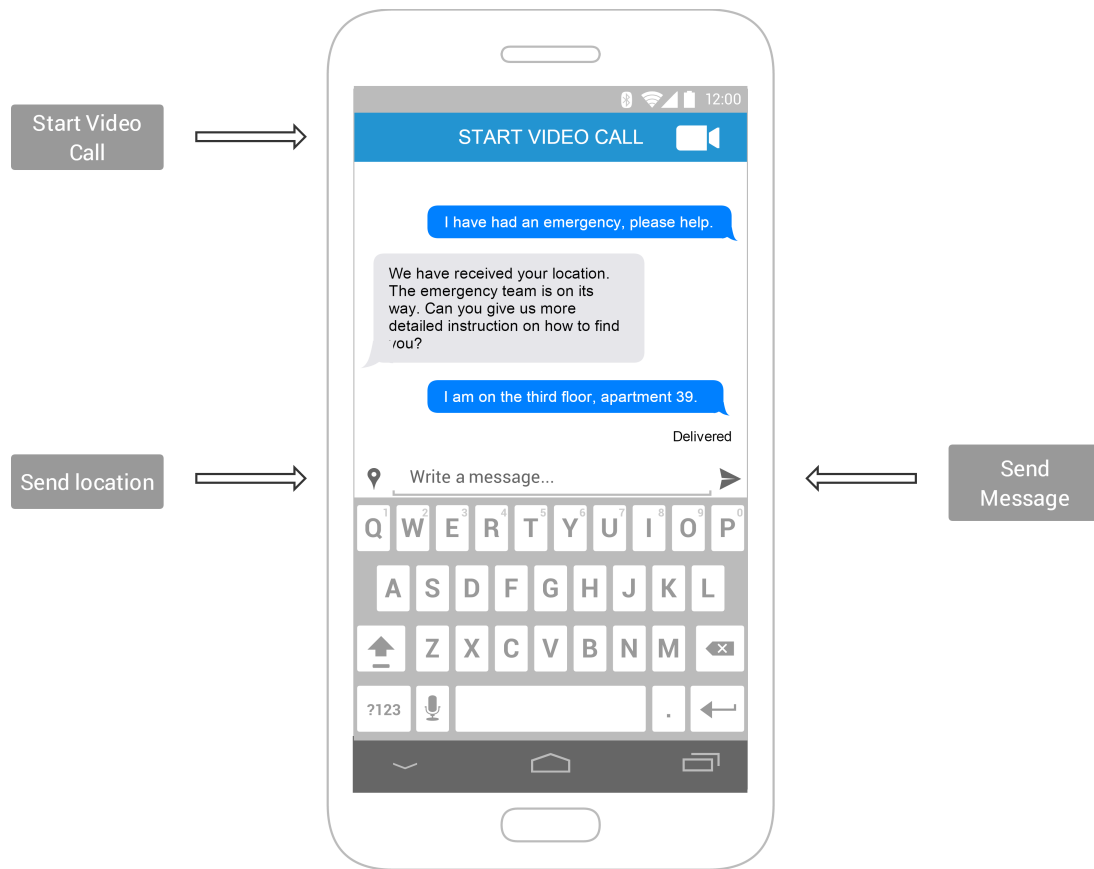 12:00
Start Video
Call
START VIDEO CALL
I have had an emergency, please help.
We have received your location.
The emergency team is on its
way. Can you give us more
detailed instruction on how to find
you?
I am on the third floor, apartment 39.
Delivered
Send location
Write a message...
Send
Message
1 2 3 4 5 6 7 8 9 0
Q W E R T Y U I O P
A S D F G H J K L
Z X C V B N M
?123 .